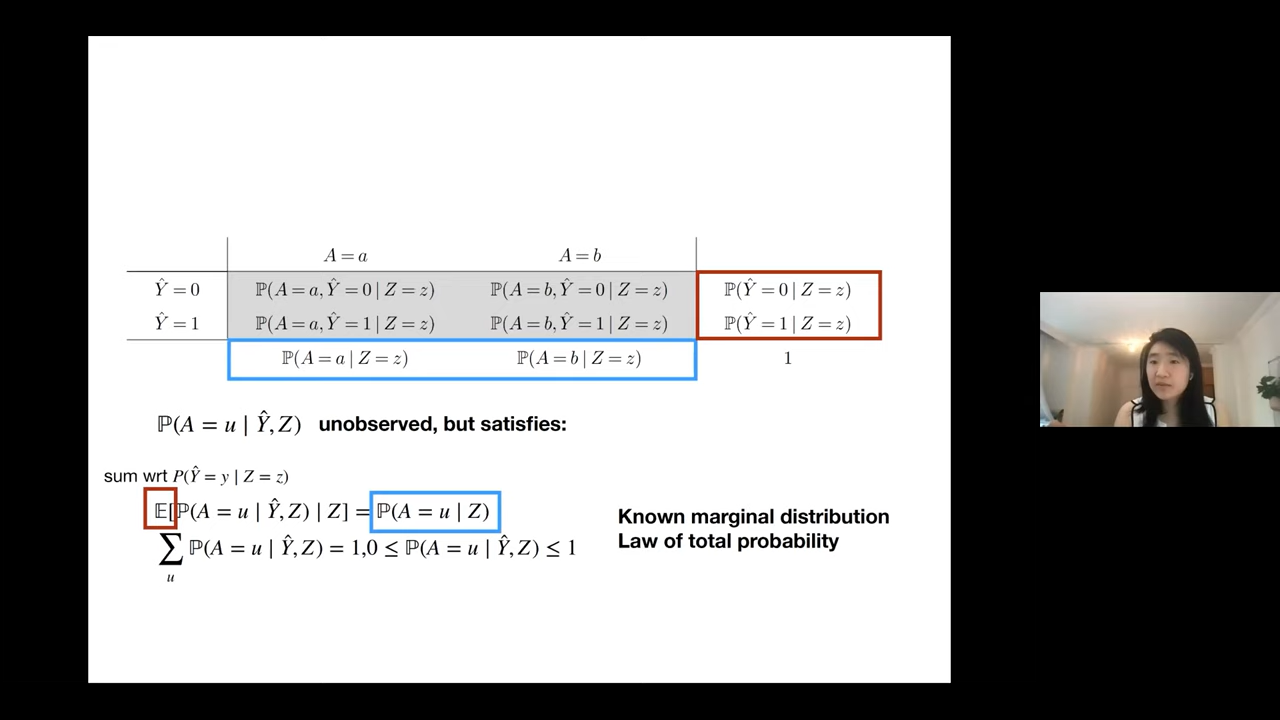 A = a A = b
Ŷ = 0 ℙ(A = a, Ŷ = 0 | Z = z) ℙ(A = b, Ŷ = 0 | Z = z) ℙ(Ŷ = 0 | Z = z)
Ŷ = 1 ℙ(A = a, Ŷ = 1 | Z = z) ℙ(A = b, Ŷ = 1 | Z = z) ℙ(Ŷ = 1 | Z = z)
ℙ(A = a | Z = z) ℙ(A = b | Z = z) 1
ℙ(A = u | Ŷ, Z) unobserved, but satisfies:
sum wrt P(Ŷ = y | Z = z)
𝔼[ℙ(A = u | Ŷ, Z) | Z] = ℙ(A = u | Z)
∑ ℙ(A = u | Ŷ, Z) = 1,0 ≤ ℙ(A = u | Ŷ, Z) ≤ 1
u
Known marginal distribution
Law of total probability